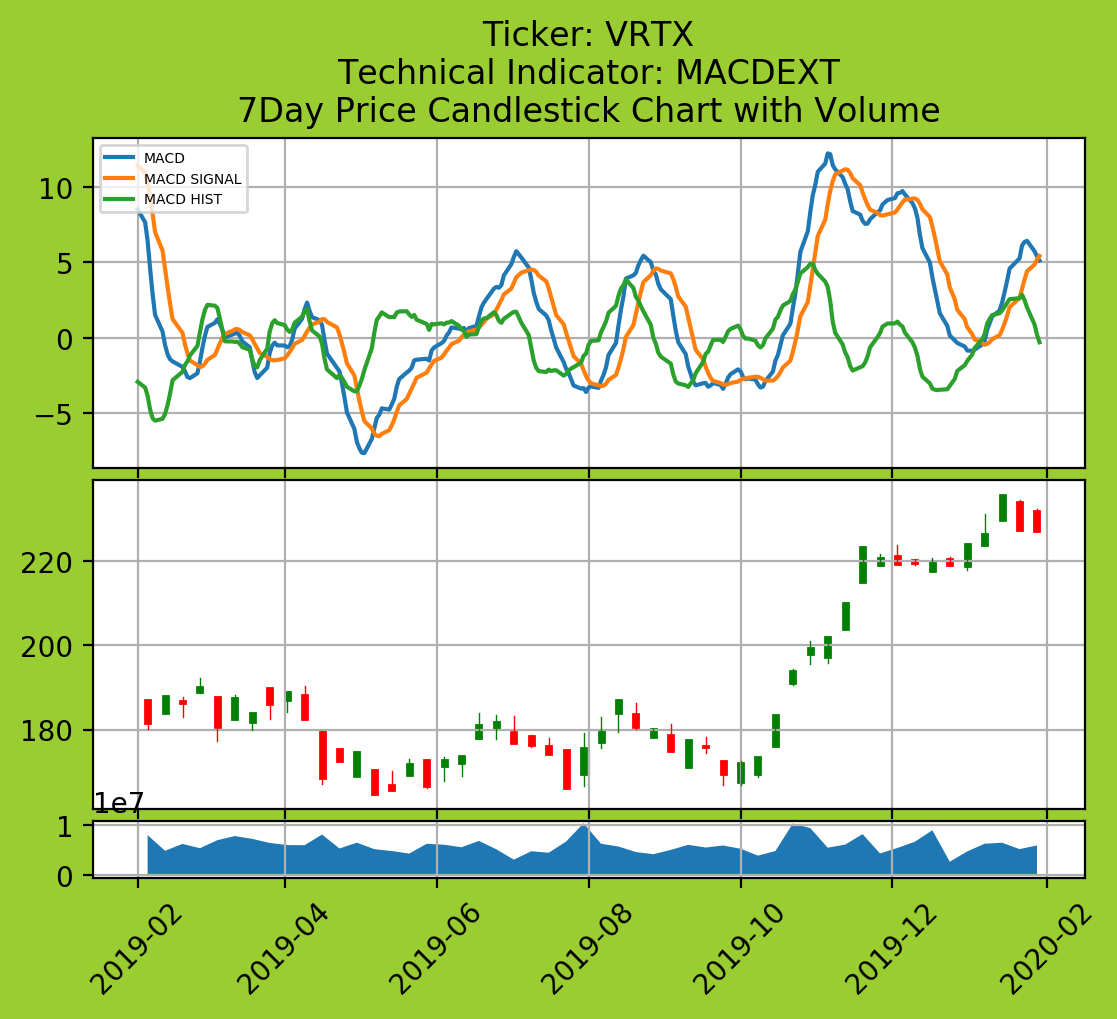 Ticker: VRTX
Technical Indicator: MACDEXT
7Day Price Candlestick Chart with Volume
MACD
MACD SIGNAL
MACD HIST
10
5
0
−5
220
200
180
1e7
1
0
2019-02
2019-04
2019-06
2019-08
2019-10
2019-12
2020-02